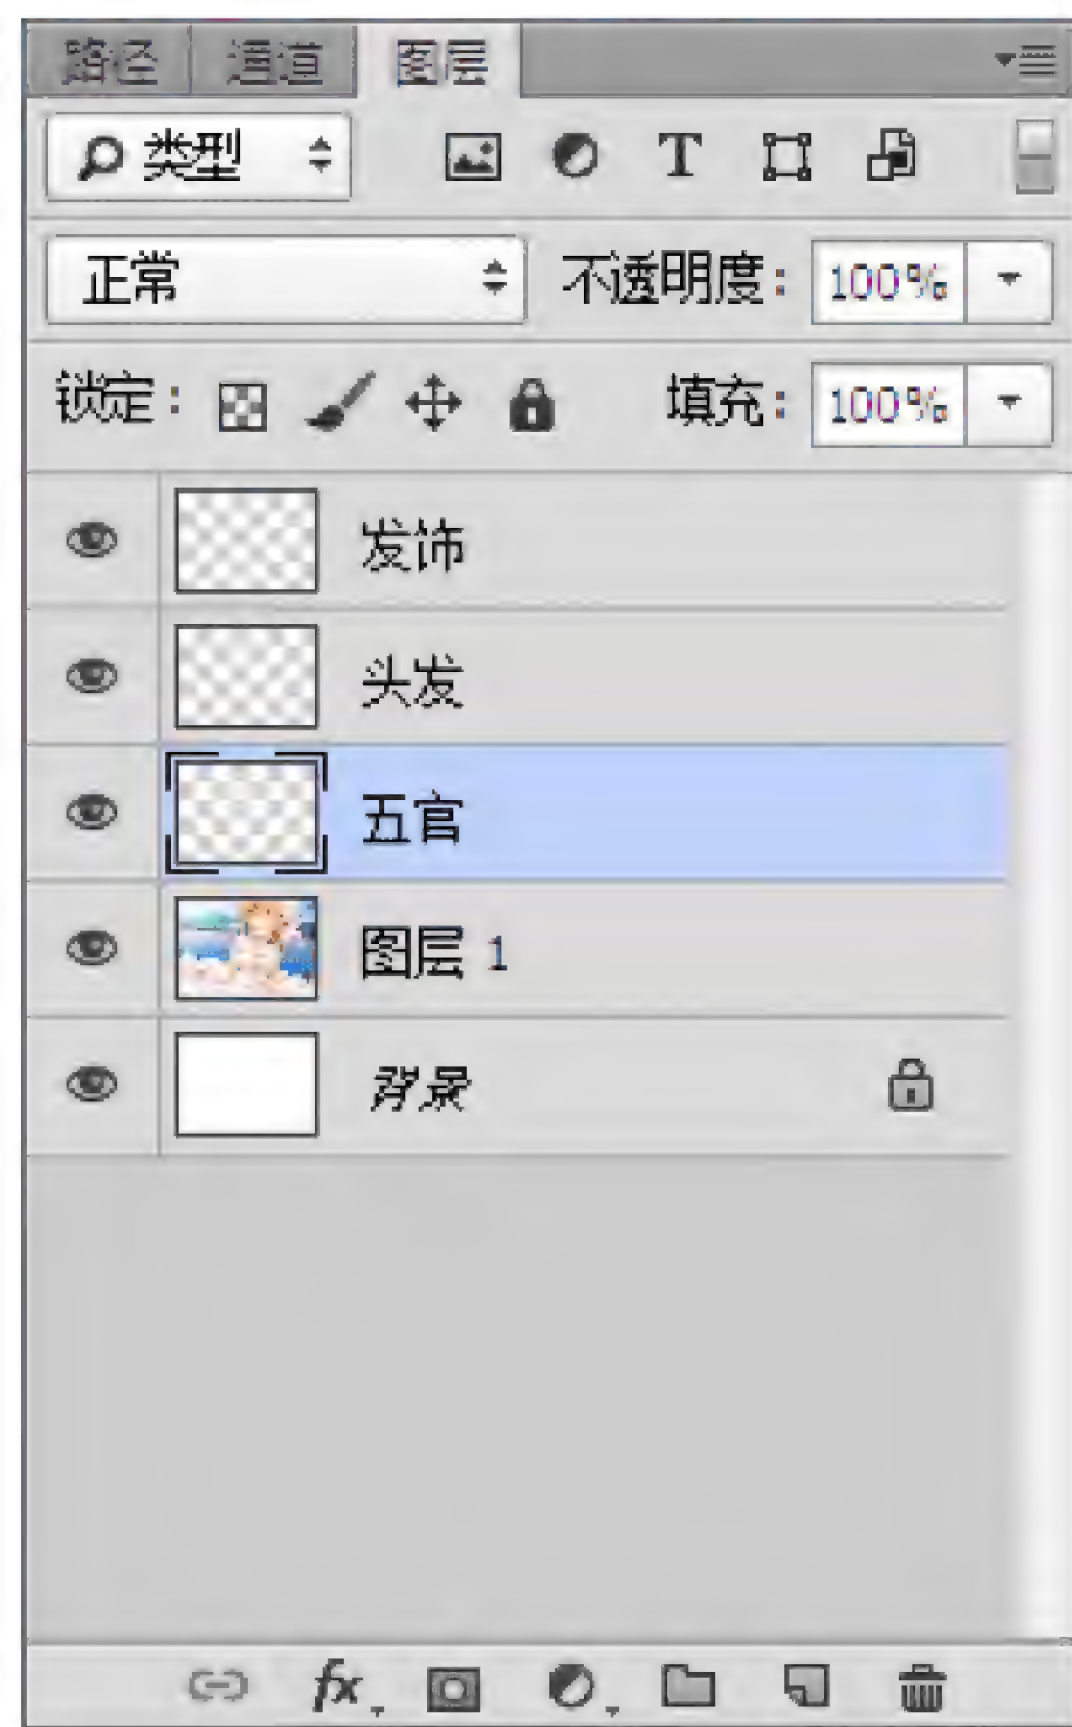 路径 通道 图层
类型 T
正常 不透明度: 100%
锁定: 填充: 100%
发饰
头发
五官
图层 1
背景
fx